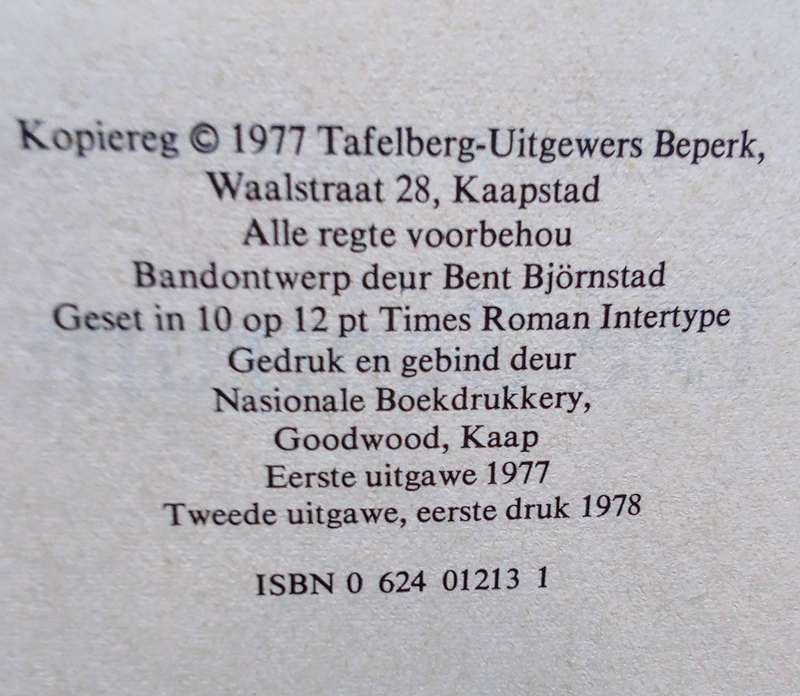 Kopiereg © 1977 Tafelberg-Uitgewers Beperk,
Waalstraat 28, Kaapstad
Alle regte voorbehou
Bandontwerp deur Bent Björnstad
Geset in 10 op 12 pt Times Roman Intertype
Gedruk en gebind deur
Nasionale Boekdrukkery,
Goodwood, Kaap
Eerste uitgawe 1977
Tweede uitgawe, eerste druk 1978
ISBN 0 624 01213 1